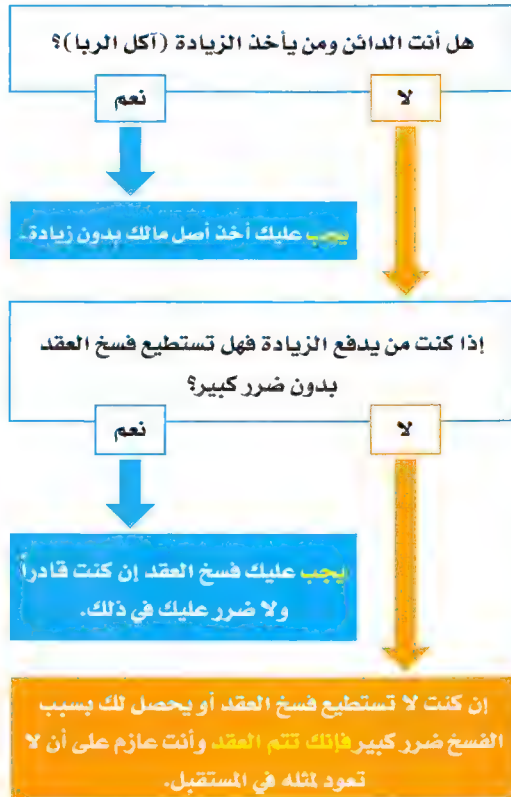 هل أنت الدائن ومن يأخذ الزيادة (آكل الربا)؟
لا
نعم
يجب عليك أخذ أصل مالك بدون زيادة.
إذا كنت من يدفع الزيادة فهل تستطيع فسخ العقد
بدون ضرر كبير؟
لا
نعم
يجب عليك فسخ العقد إن كنت قادراً
ولا ضرر عليك في ذلك.
إن كنت لا تستطيع فسخ العقد أو يحصل لك بسبب
الفسخ ضرر كبير فإنك تتم العقد وأنت عازم على أن لا
تعود لمثله في المستقبل.